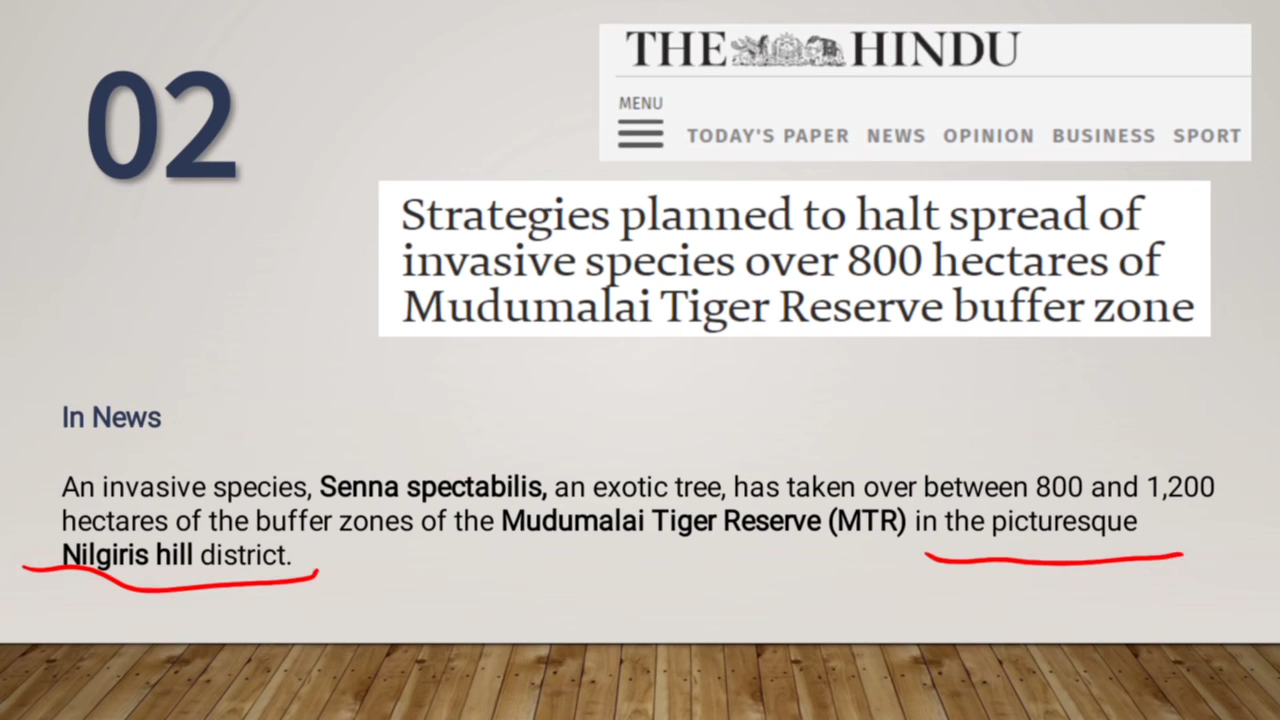 02
THE HINDU
MENU
TODAY'S PAPER NEWS OPINION BUSINESS SPORT
Strategies planned to halt spread of
invasive species over 800 hectares of
Mudumalai Tiger Reserve buffer zone
In News
An invasive species, Senna spectabilis, an exotic tree, has taken over between 800 and 1,200
hectares of the buffer zones of the Mudumalai Tiger Reserve (MTR) in the picturesque
Nilgiris hill district.